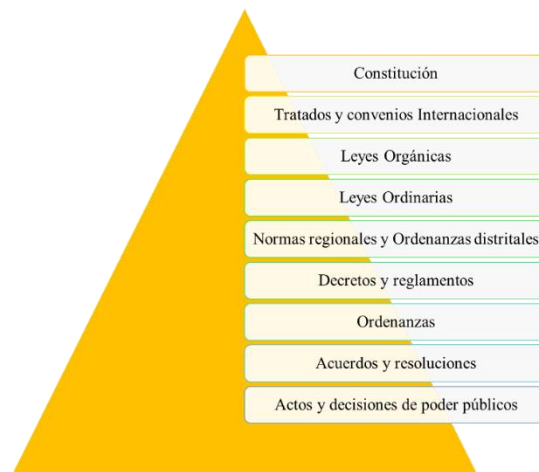 Constitución
Tratados y convenios Internacionales
Leyes Orgánicas
Leyes Ordinarias
Normas regionales y Ordenanzas distritales
Decretos y reglamentos
Ordenanzas
Acuerdos y resoluciones
Actos y decisiones de poder públicos